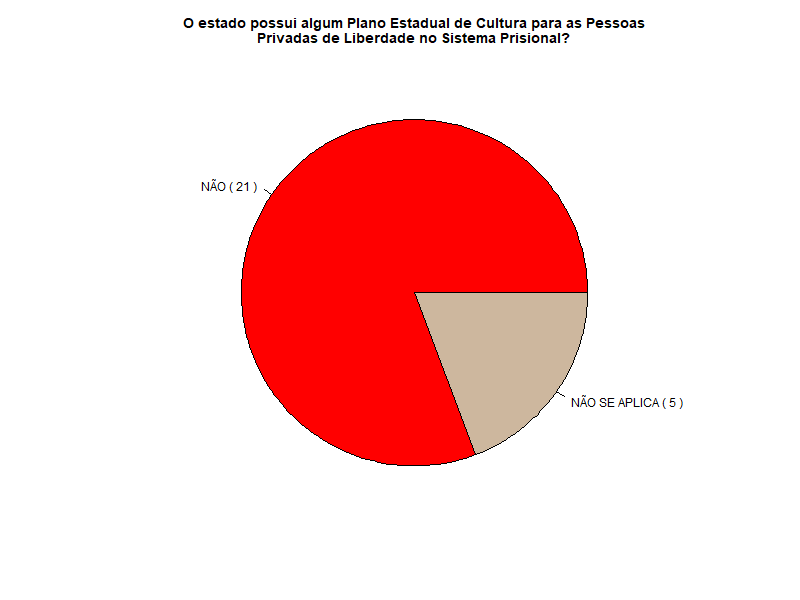 O estado possui algum Plano Estadual de Cultura para as Pessoas
Privadas de Liberdade no Sistema Prisional?
NÃO ( 21 )
NÃO SE APLICA ( 5 )